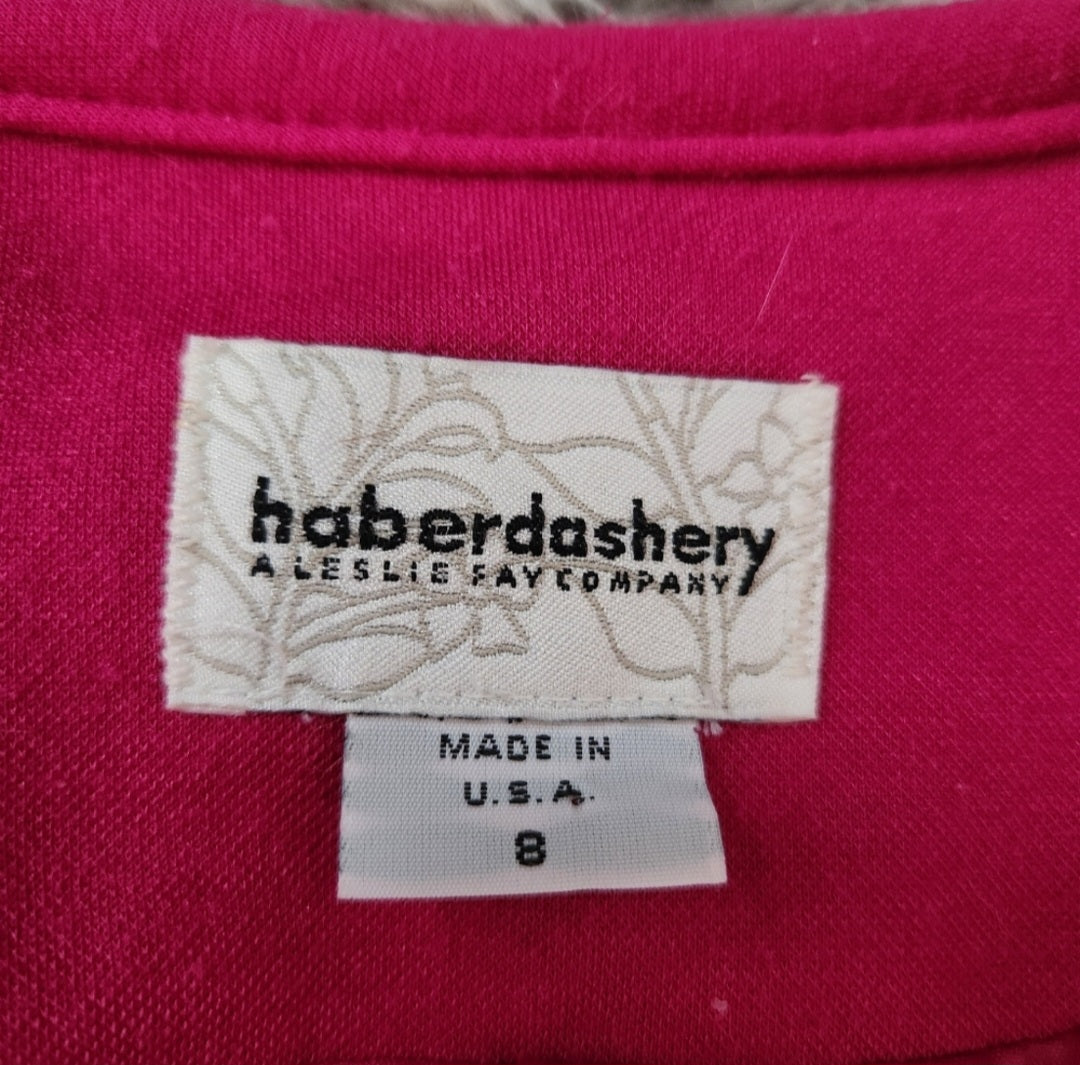 haberdashery
A LESLIE FAY COMPANY
MADE IN
U.S.A.
8